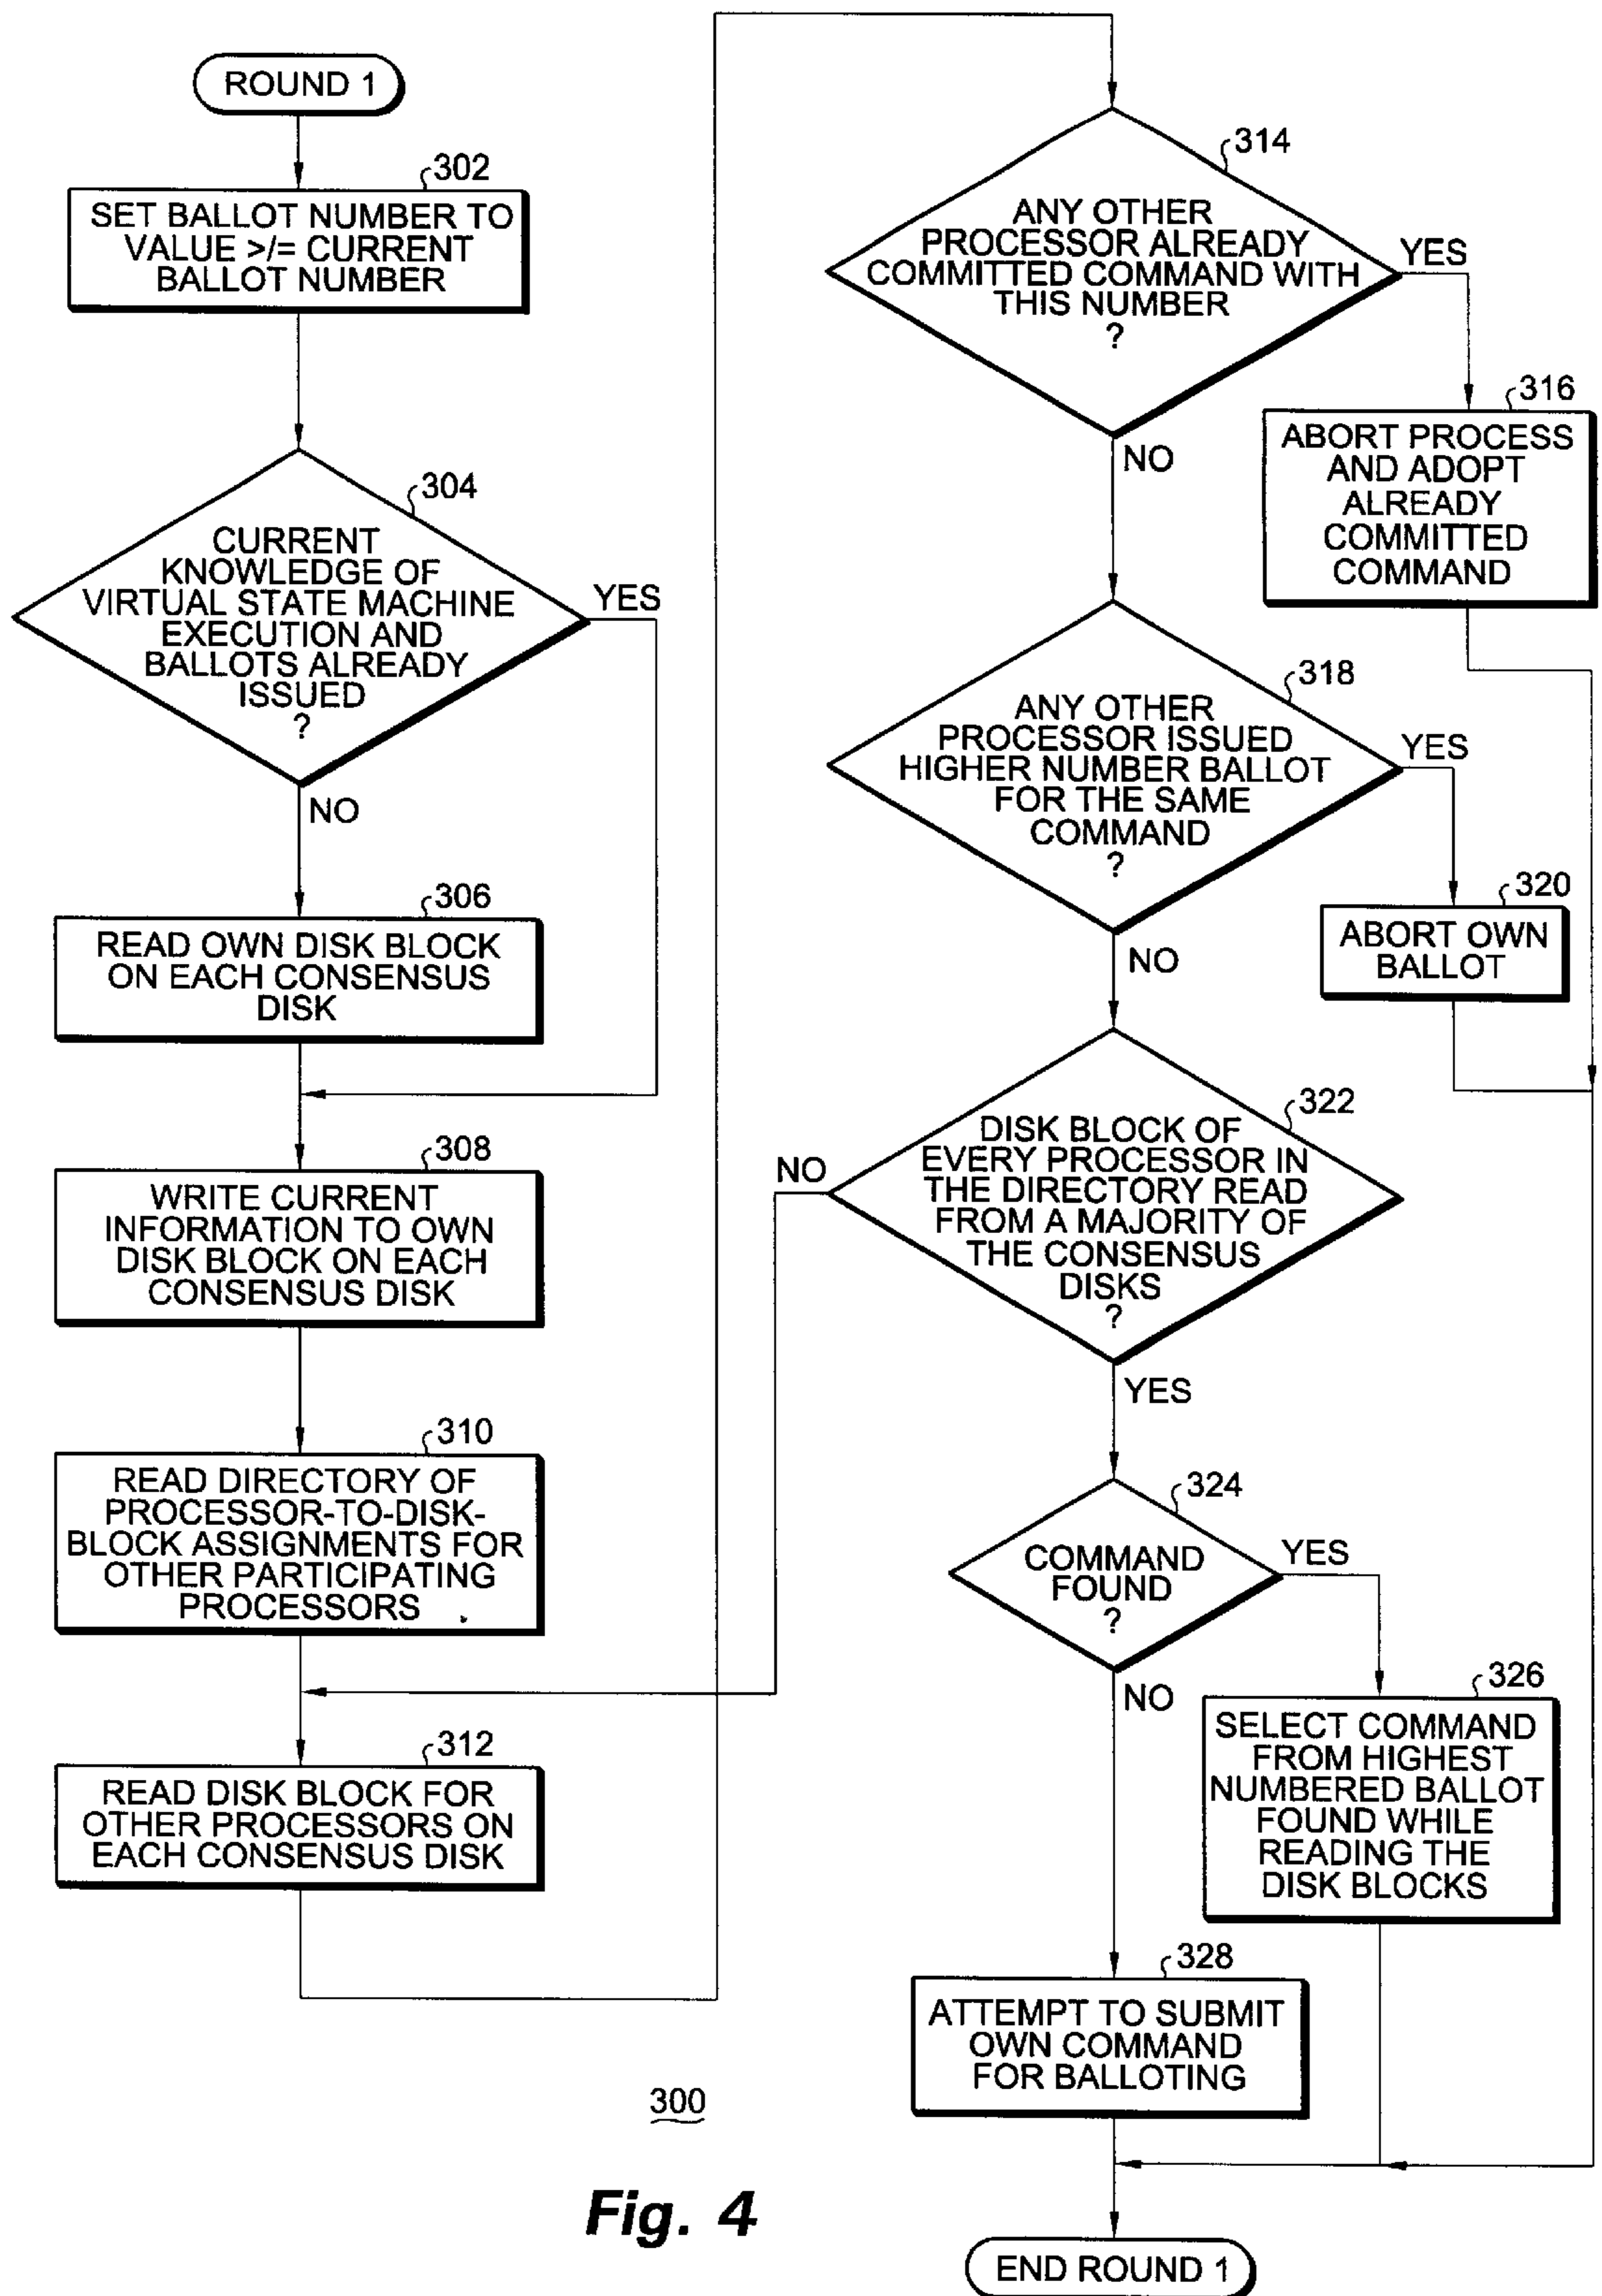 ROUND 1
302
SET BALLOT NUMBER TO
VALUE >/= CURRENT
BALLOT NUMBER
304
CURRENT
KNOWLEDGE OF
VIRTUAL STATE MACHINE
EXECUTION AND
BALLOTS ALREADY
ISSUED
?
YES
NO
306
READ OWN DISK BLOCK
ON EACH CONSENSUS
DISK
308
WRITE CURRENT
INFORMATION TO OWN
DISK BLOCK ON EACH
CONSENSUS DISK
310
READ DIRECTORY OF
PROCESSOR-TO-DISK-
BLOCK ASSIGNMENTS FOR
OTHER PARTICIPATING
PROCESSORS
312
READ DISK BLOCK FOR
OTHER PROCESSORS ON
EACH CONSENSUS DISK
314
ANY OTHER
PROCESSOR ALREADY
COMMITTED COMMAND WITH
THIS NUMBER
?
YES
NO
316
ABORT PROCESS
AND ADOPT
ALREADY
COMMITTED
COMMAND
318
ANY OTHER
PROCESSOR ISSUED
HIGHER NUMBER BALLOT
FOR THE SAME
COMMAND
?
YES
NO
320
ABORT OWN
BALLOT
322
DISK BLOCK OF
EVERY PROCESSOR IN
THE DIRECTORY READ
FROM A MAJORITY OF
THE CONSENSUS
DISKS
?
NO
YES
324
COMMAND
FOUND
?
YES
NO
326
SELECT COMMAND
FROM HIGHEST
NUMBERED BALLOT
FOUND WHILE
READING THE
DISK BLOCKS
328
ATTEMPT TO SUBMIT
OWN COMMAND
FOR BALLOTING
300
Fig. 4
END ROUND 1